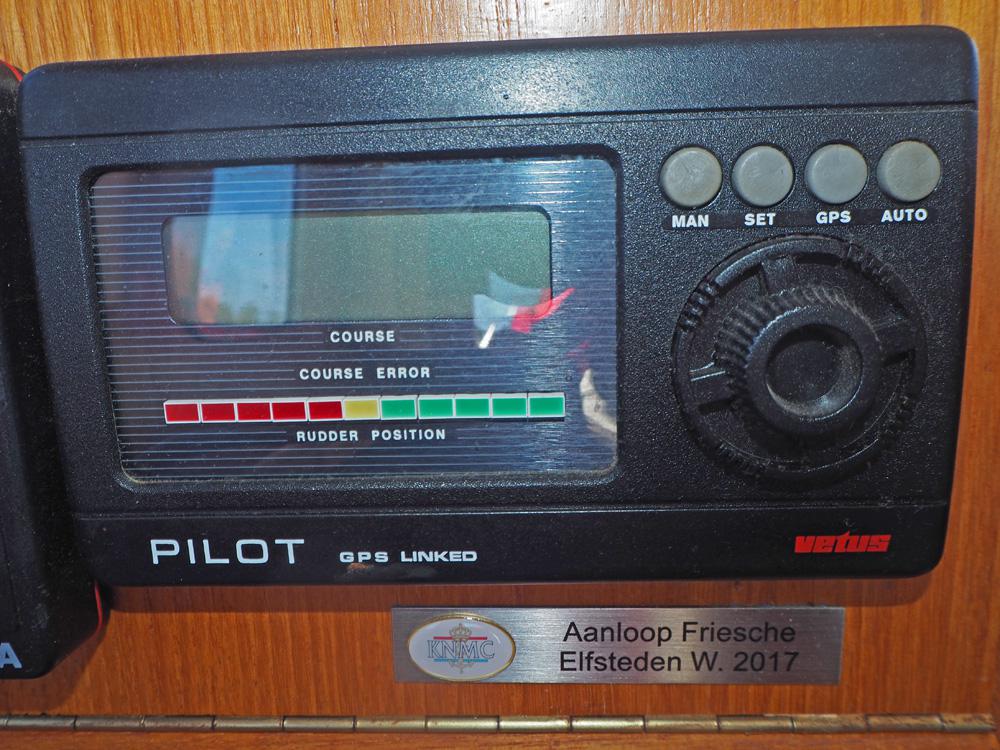 MAN SET GPS AUTO
COURSE
COURSE ERROR
RUDDER POSITION
PILOT GPS LINKED
vetus
A
KNMC
Aanloop Friesche
Elfsteden W. 2017